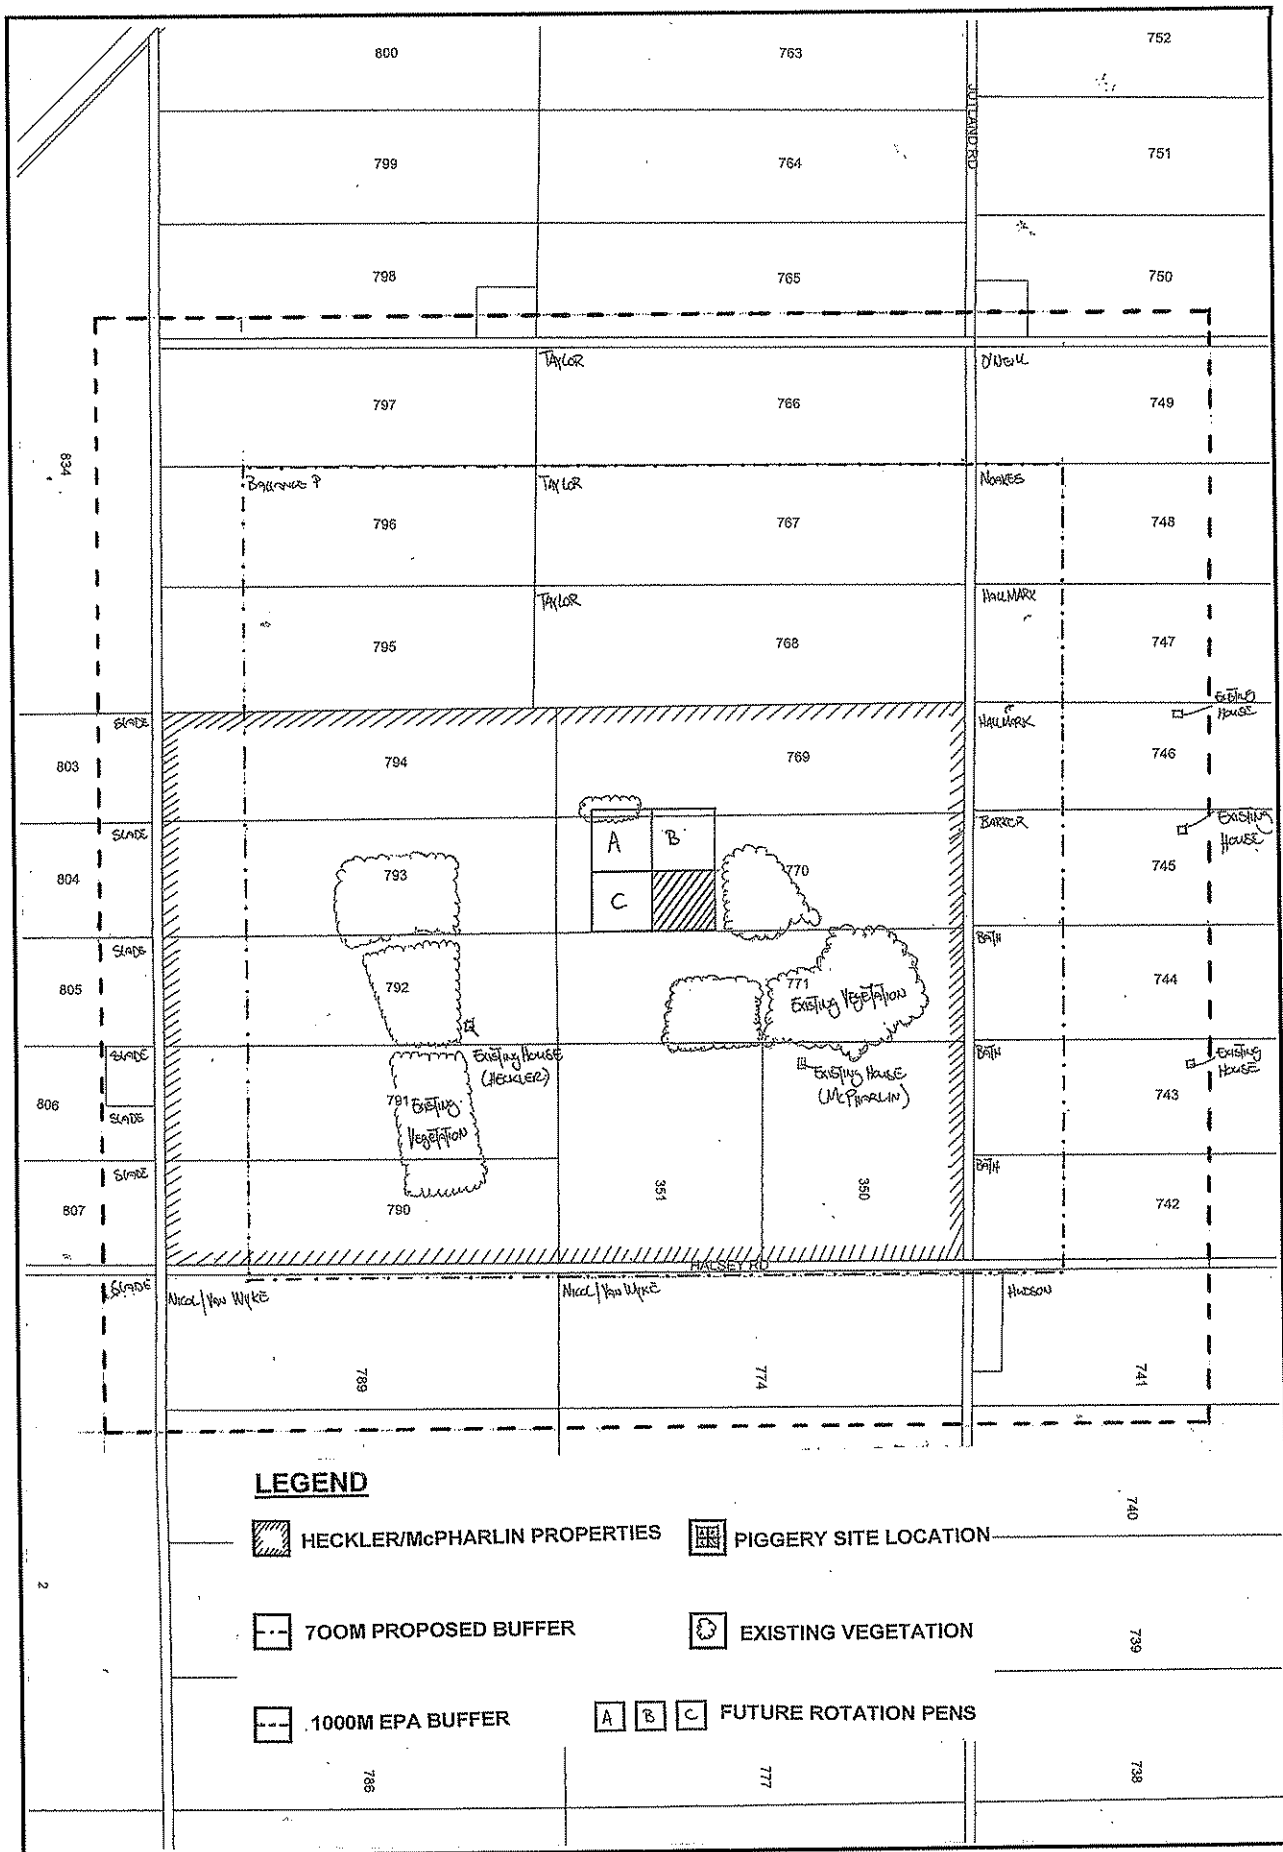 800
763
752
JUTLAND RD
799
764
751
798
765
750
TAYLOR
O'NEILL
797
766
749
834
BALLANCE P
TAYLOR
NOAKES
796
767
748
TAYLOR
HALLMARK
795
768
747
SLADE
HALLMARK
EXISTING
HOUSE
803
794
769
746
SLADE
BARKER
EXISTING
HOUSE
A
B
804
793
770
745
C
SLADE
BATH
805
792
771
EXISTING VEGETATION
744
SLADE
EXISTING HOUSE
(HECKLER)
EXISTING HOUSE
(McPHARLIN)
BATH
EXISTING
HOUSE
806
SLADE
791 EXISTING
VEGETATION
743
SLADE
BATH
807
790
351
350
742
HALSEY RD
SLADE
NICOL/VAN WYKE
NICOL/VAN WYKE
HUDSON
789
774
741
LEGEND
HECKLER/McPHARLIN PROPERTIES
PIGGERY SITE LOCATION
740
2
700M PROPOSED BUFFER
EXISTING VEGETATION
739
1000M EPA BUFFER
A B C FUTURE ROTATION PENS
786
777
738